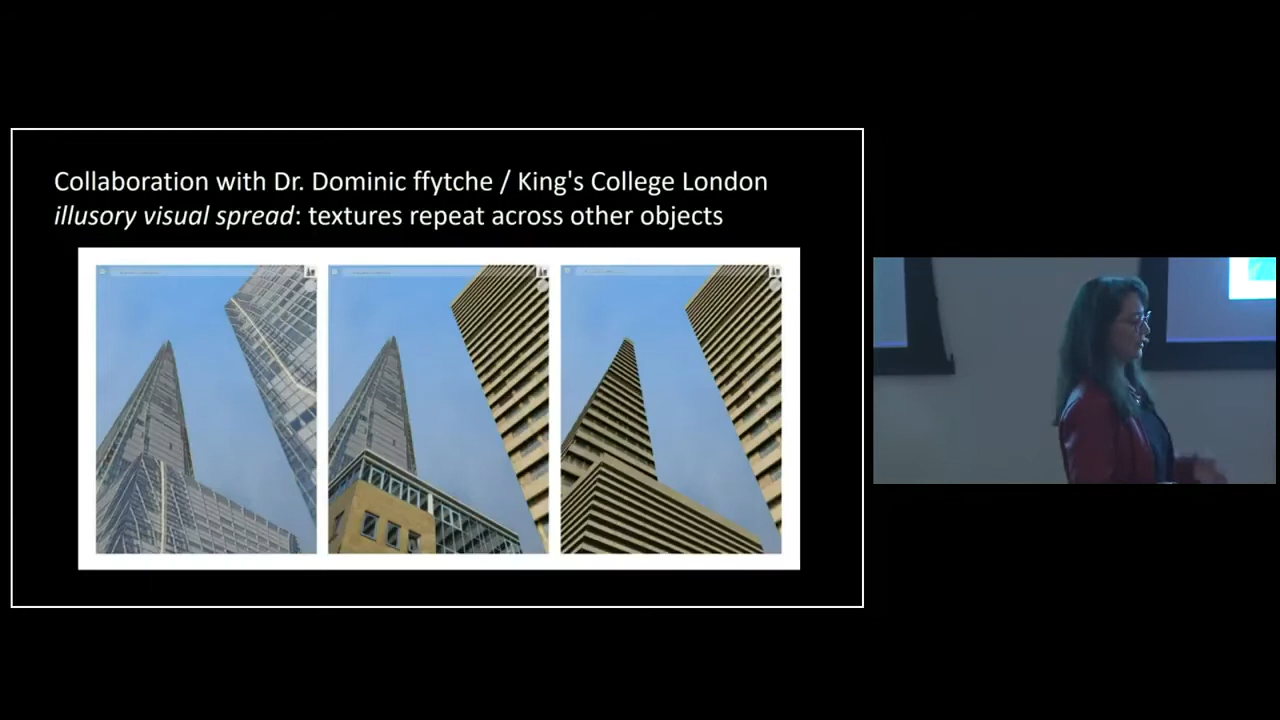 Collaboration with Dr. Dominic ffytche / King's College London
illusory visual spread: textures repeat across other objects